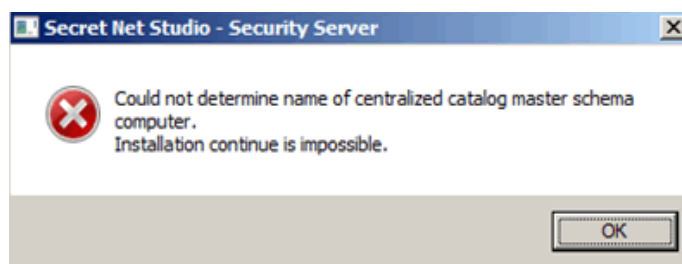 Secret Net Studio - Security Server
Could not determine name of centralized catalog master schema
computer.
Installation continue is impossible.
OK